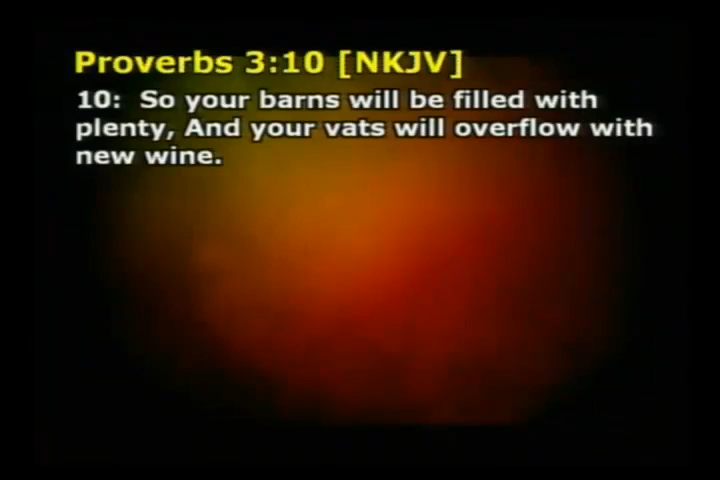 Proverbs 3:10 [NKJV]
10:  So your barns will be filled with
plenty, And your vats will overflow with
new wine.